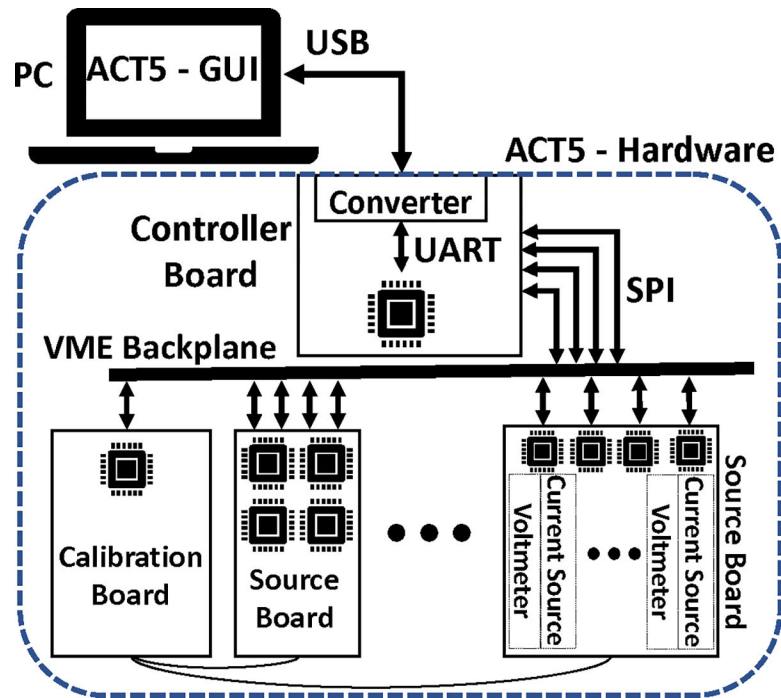 USB
PC
ACT5 - GUI
ACT5 - Hardware
Converter
Controller
Board
UART
SPI
VME Backplane
Calibration
Board
Source
Board
Voltmeter
Current Source
Voltmeter
Current Source
Source Board